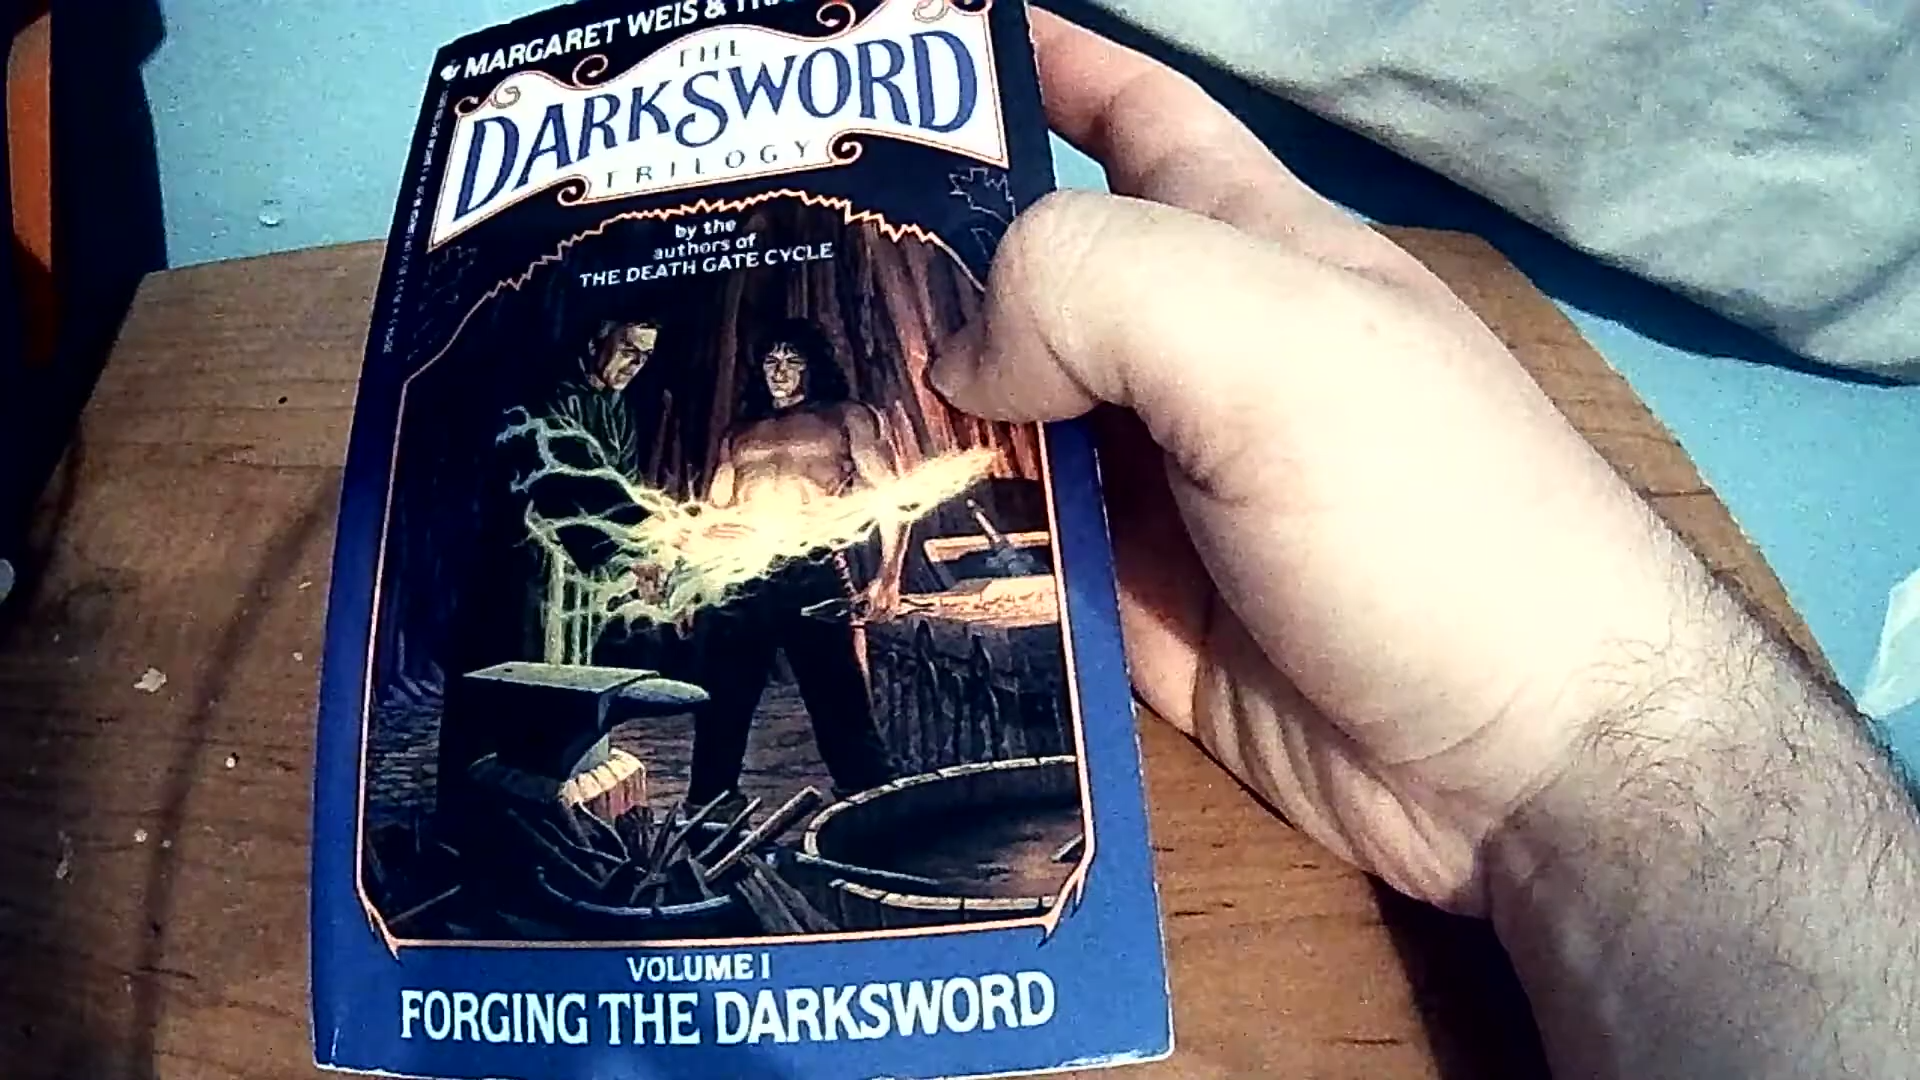 MARGARET WEIS &
THE
DARKSWORD
TRILOGY
by the
authors of
THE DEATH GATE CYCLE
VOLUME I
FORGING THE DARKSWORD